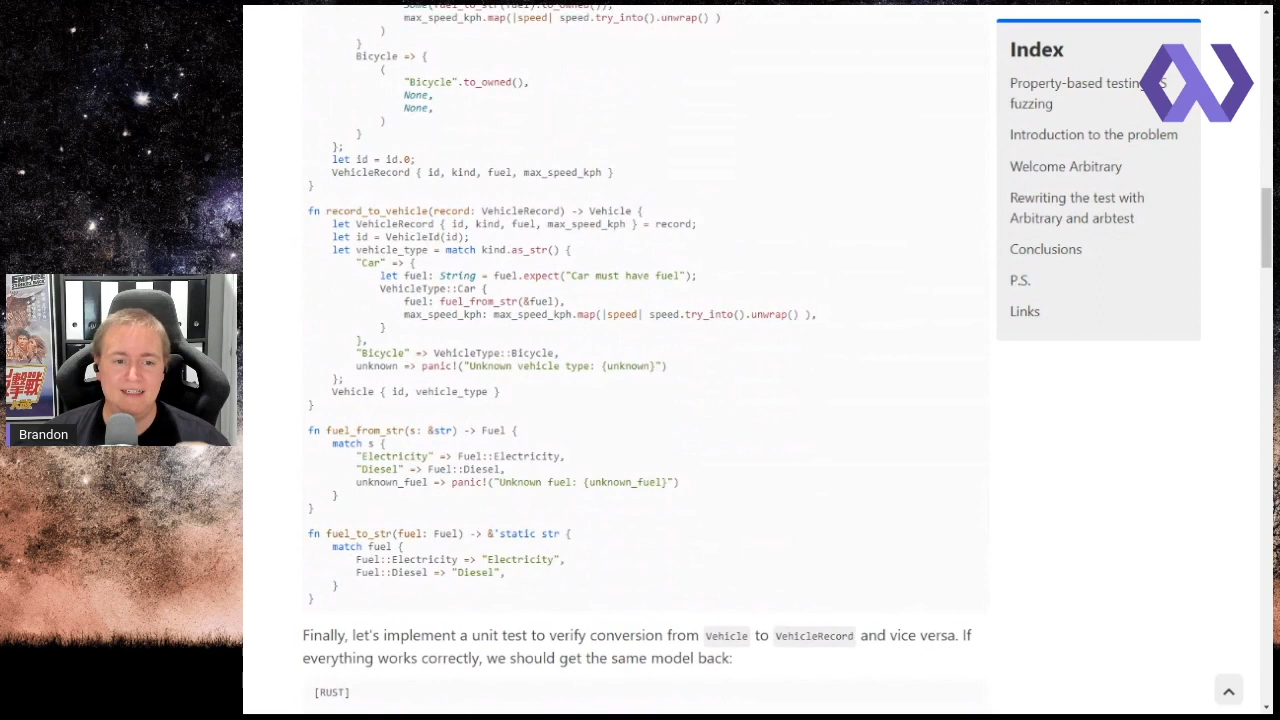 Some(fuel_to_str(fuel).to_owned()),
max_speed_kph.map(|speed| speed.try_into().unwrap() )
)
}
Bicycle => {
(
"Bicycle".to_owned(),
None,
None,
)
}
};
let id = id.0;
VehicleRecord { id, kind, fuel, max_speed_kph }
}
fn record_to_vehicle(record: VehicleRecord) -> Vehicle {
let VehicleRecord { id, kind, fuel, max_speed_kph } = record;
let id = VehicleId(id);
let vehicle_type = match kind.as_str() {
"Car" => {
let fuel: String = fuel.expect("Car must have fuel");
VehicleType::Car {
fuel: fuel_from_str(&fuel),
max_speed_kph: max_speed_kph.map(|speed| speed.try_into().unwrap() ),
}
},
"Bicycle" => VehicleType::Bicycle,
unknown => panic!("Unknown vehicle type: {unknown}")
};
Vehicle { id, vehicle_type }
}
fn fuel_from_str(s: &str) -> Fuel {
match s {
"Electricity" => Fuel::Electricity,
"Diesel" => Fuel::Diesel,
unknown_fuel => panic!("Unknown fuel: {unknown_fuel}")
}
}
fn fuel_to_str(fuel: Fuel) -> &'static str {
match fuel {
Fuel::Electricity => "Electricity",
Fuel::Diesel => "Diesel",
}
}
Finally, let's implement a unit test to verify conversion from Vehicle to VehicleRecord and vice versa. If
everything works correctly, we should get the same model back:
[RUST]
Index
Property-based testing
fuzzing
Introduction to the problem
Welcome Arbitrary
Rewriting the test with
Arbitrary and arbtest
Conclusions
P.S.
Links
EMPIRE
Brandon